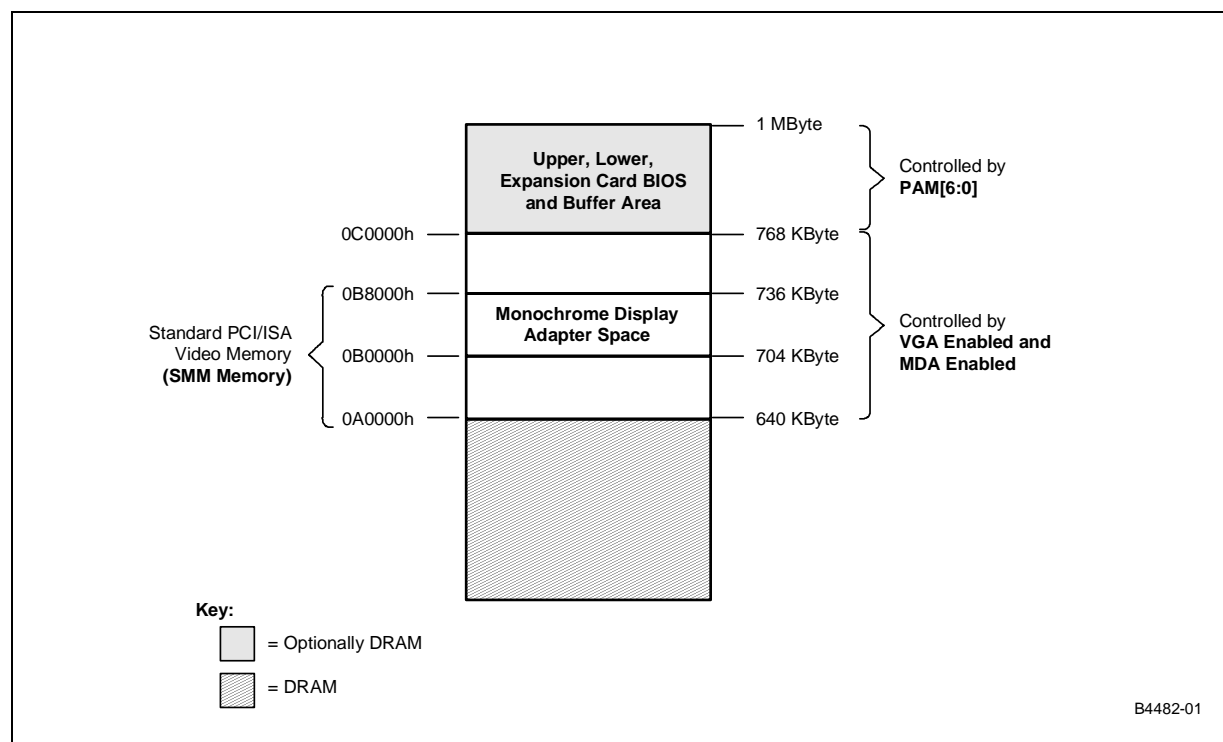 1 MByte
Upper, Lower,
Expansion Card BIOS
and Buffer Area
Controlled by
PAM[6:0]
0C0000h
768 KByte
0B8000h
736 KByte
Monochrome Display
Adapter Space
Standard PCI/ISA
Video Memory
(SMM Memory)
Controlled by
VGA Enabled and
MDA Enabled
0B0000h
704 KByte
0A0000h
640 KByte
Key:
= Optionally DRAM
= DRAM
B4482-01